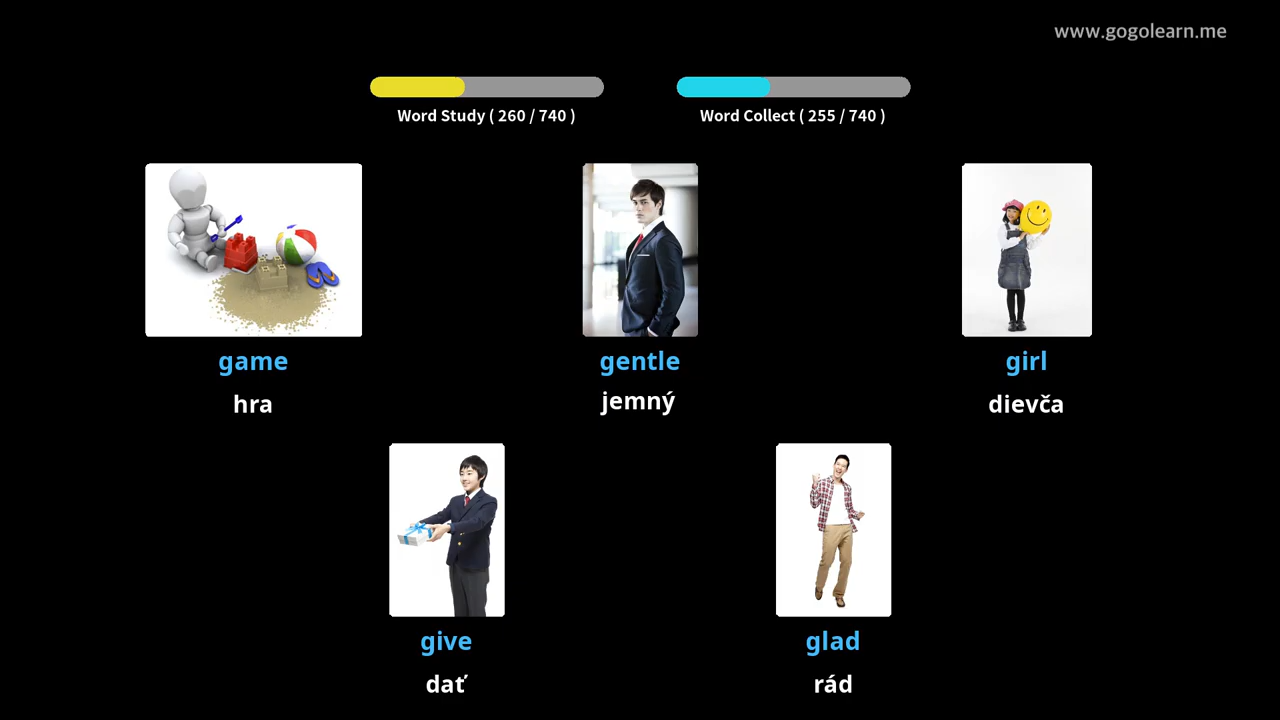 www.gogolearn.me
Word Study ( 260 / 740 )
Word Collect ( 255 / 740 )
game
gentle
girl
hra
jemný
dievča
give
glad
dať
rád